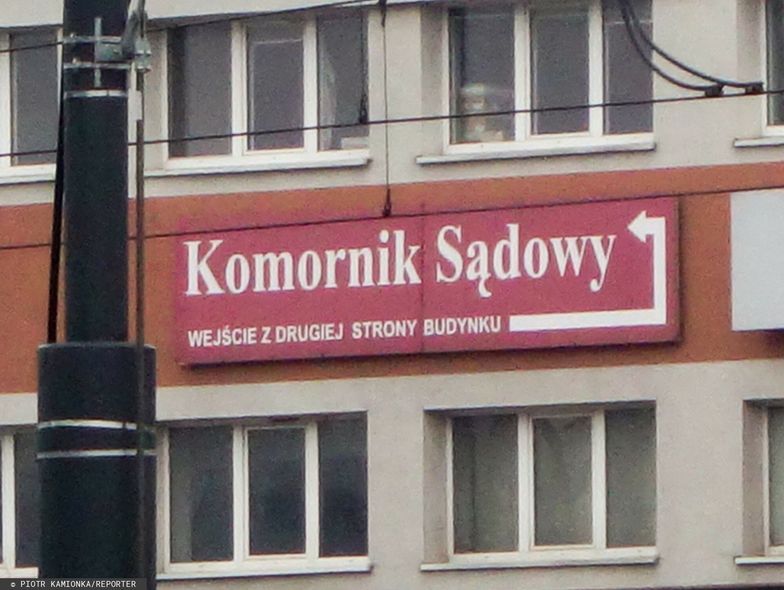 Komornik Sądowy
WEJŚCIE Z DRUGIEJ STRONY BUDYNKU
© PIOTR KAMIONKA/REPORTER